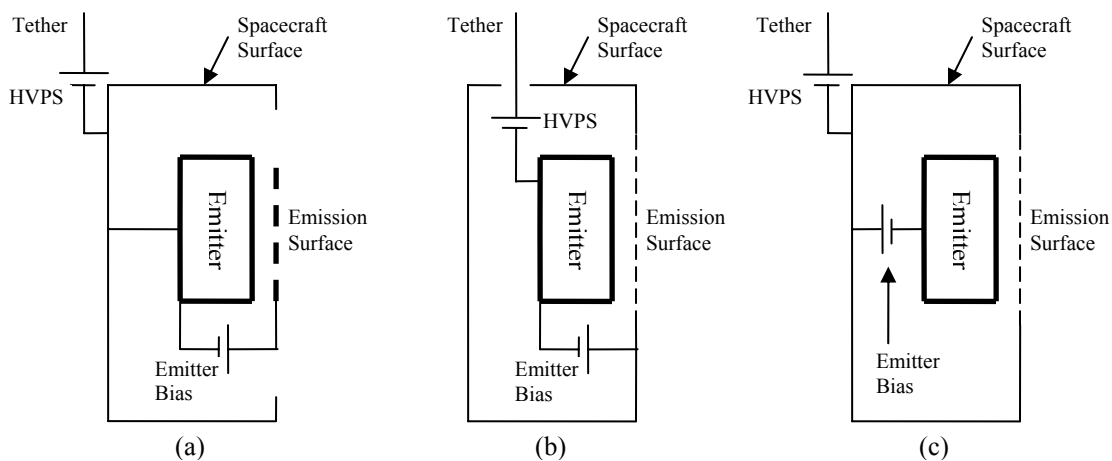 Tether
Spacecraft
Surface
HVPS
Emitter
Emission
Surface
Emitter
Bias
(a)
Tether
Spacecraft
Surface
HVPS
Emitter
Emission
Surface
Emitter
Bias
(b)
Tether
Spacecraft
Surface
HVPS
Emitter
Emission
Surface
Emitter
Bias
(c)